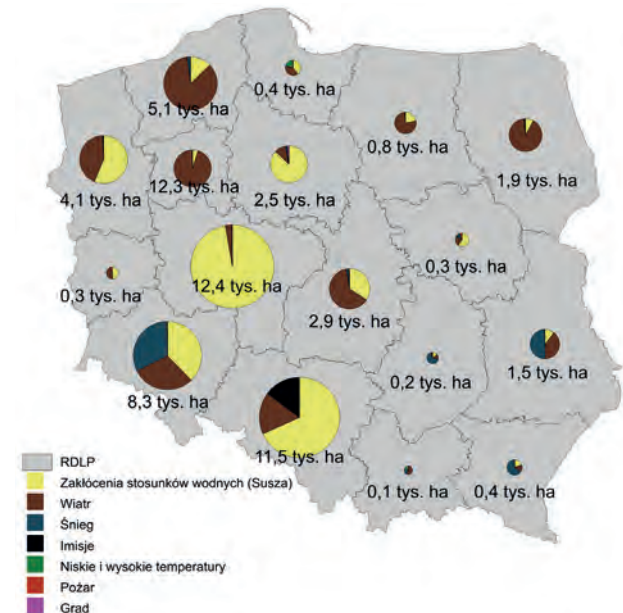 0,4 tys. ha
5,1 tys. ha
0,8 tys. ha
1,9 tys. ha
4,1 tys. ha
12,3 tys. ha
2,5 tys. ha
0,3 tys. ha
0,3 tys. ha
12,4 tys. ha
2,9 tys. ha
0,2 tys. ha
1,5 tys. ha
8,3 tys. ha
11,5 tys. ha
0,1 tys. ha
0,4 tys. ha
RDLP
Zakłócenia stosunków wodnych (Susza)
Wiatr
Śnieg
Imisje
Niskie i wysokie temperatury
Pożar
Grad